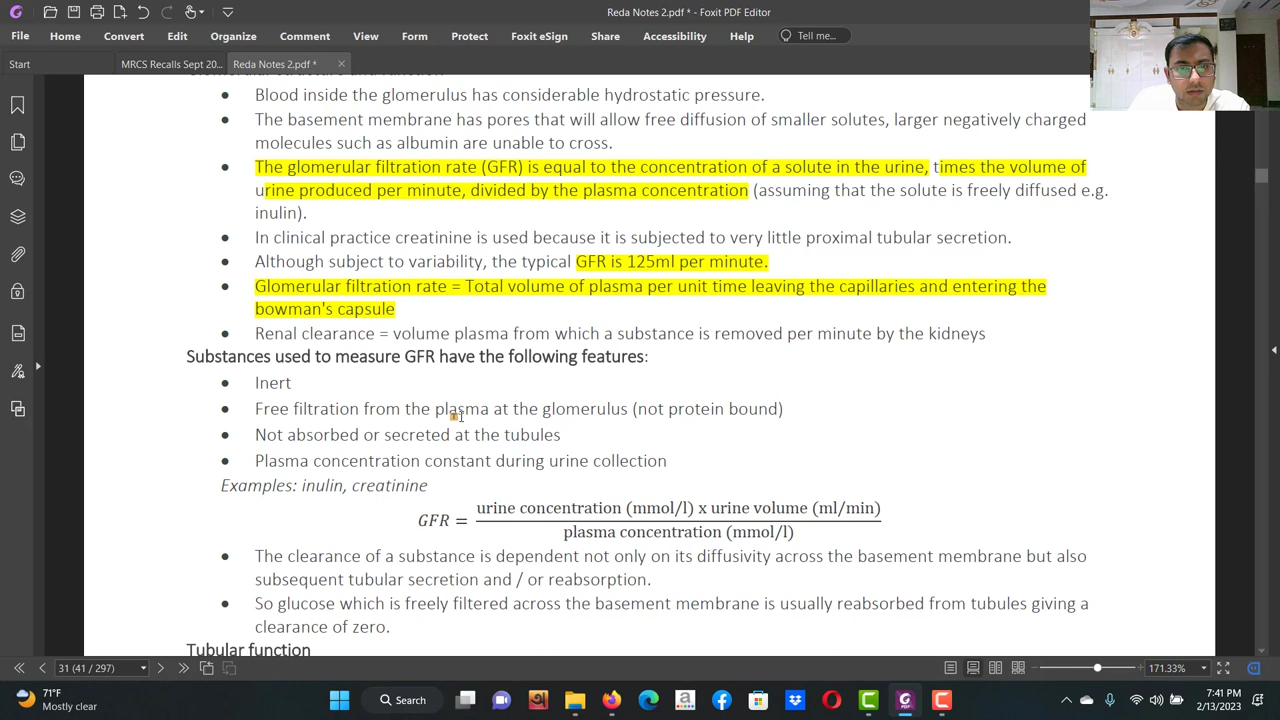 Reda Notes 2.pdf * - Foxit PDF Editor
File Home Convert Edit Organize Comment View Form Protect Foxit eSign Share Accessibility Help Tell me...
Start MRCS Recalls Sept 20... Reda Notes 2.pdf *
Glomerular structure and function
• Blood inside the glomerulus has considerable hydrostatic pressure.
• The basement membrane has pores that will allow free diffusion of smaller solutes, larger negatively charged
molecules such as albumin are unable to cross.
• The glomerular filtration rate (GFR) is equal to the concentration of a solute in the urine, times the volume of
urine produced per minute, divided by the plasma concentration (assuming that the solute is freely diffused e.g.
inulin).
• In clinical practice creatinine is used because it is subjected to very little proximal tubular secretion.
• Although subject to variability, the typical GFR is 125ml per minute.
• Glomerular filtration rate = Total volume of plasma per unit time leaving the capillaries and entering the
bowman's capsule
• Renal clearance = volume plasma from which a substance is removed per minute by the kidneys
Substances used to measure GFR have the following features:
• Inert
• Free filtration from the plasma at the glomerulus (not protein bound)
• Not absorbed or secreted at the tubules
• Plasma concentration constant during urine collection
Examples: inulin, creatinine
urine concentration (mmol/l) x urine volume (ml/min)
GFR =
plasma concentration (mmol/l)
• The clearance of a substance is dependent not only on its diffusivity across the basement membrane but also
subsequent tubular secretion and / or reabsorption.
• So glucose which is freely filtered across the basement membrane is usually reabsorbed from tubules giving a
clearance of zero.
Tubular function
31 (41 / 297) 171.33%
71°F
Mostly clear
Search
7:41 PM
2/13/2023